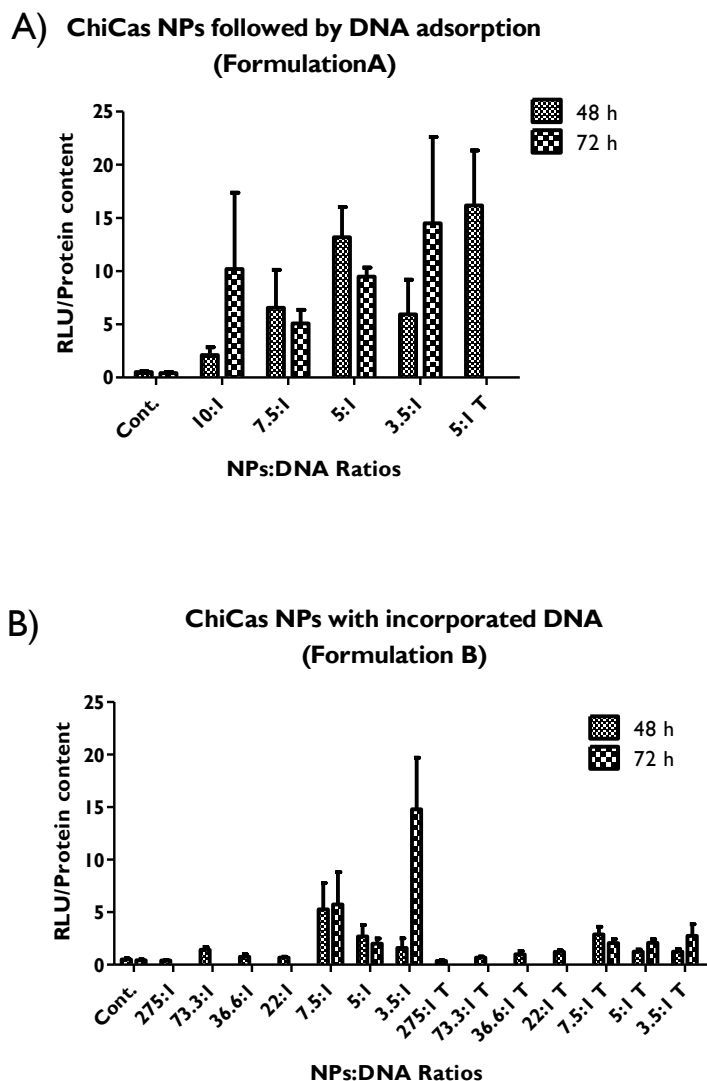 A) ChiCas NPs followed by DNA adsorption
(FormulationA)
48 h
72 h
25
20
15
10
5
0
RLU/Protein content
Cont.
10:1
7.5:1
5:1
3.5:1
5:1 T
NPs:DNA Ratios
B) ChiCas NPs with incorporated DNA
(Formulation B)
48 h
72 h
25
20
15
10
5
0
RLU/Protein content
Cont.
275:1
73.3:1
36.6:1
22:1
7.5:1
5:1
3.5:1
275:1 T
73.3:1 T
36.6:1 T
22:1 T
7.5:1 T
5:1 T
3.5:1 T
NPs:DNA Ratios